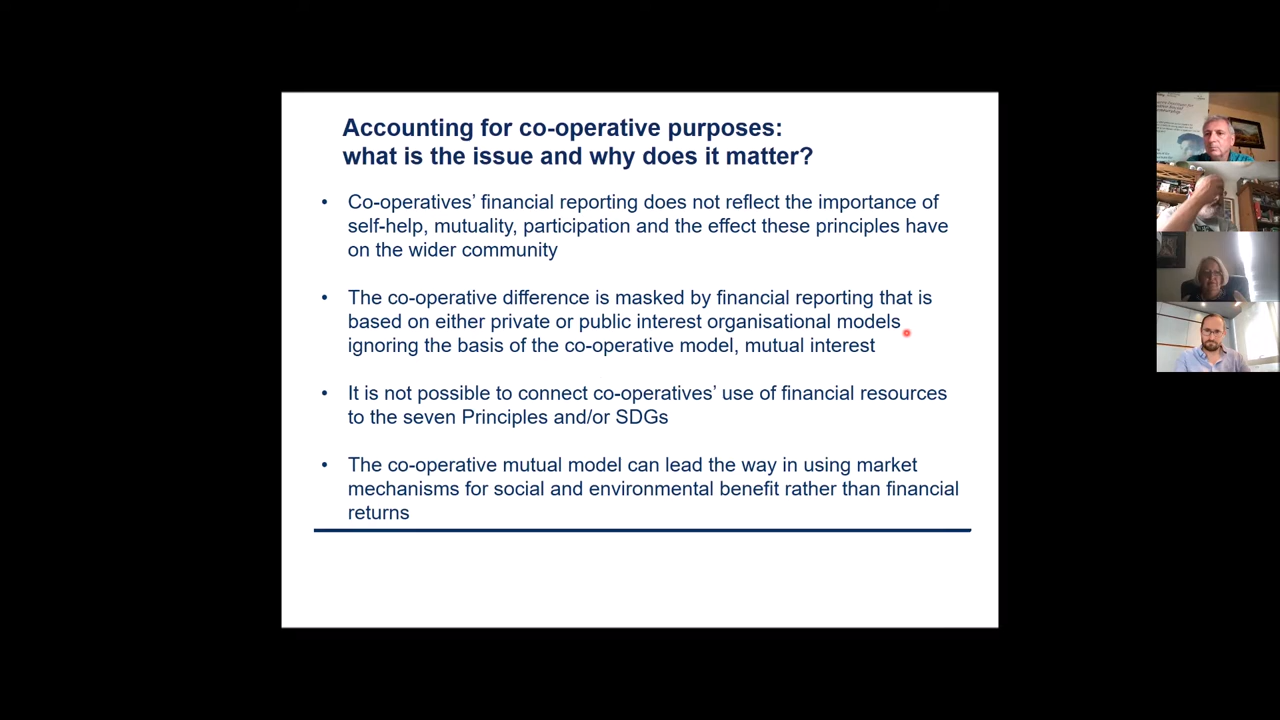 Accounting for co-operative purposes:
what is the issue and why does it matter?
• Co-operatives' financial reporting does not reflect the importance of
self-help, mutuality, participation and the effect these principles have
on the wider community
• The co-operative difference is masked by financial reporting that is
based on either private or public interest organisational models
ignoring the basis of the co-operative model, mutual interest
• It is not possible to connect co-operatives' use of financial resources
to the seven Principles and/or SDGs
• The co-operative mutual model can lead the way in using market
mechanisms for social and environmental benefit rather than financial
returns